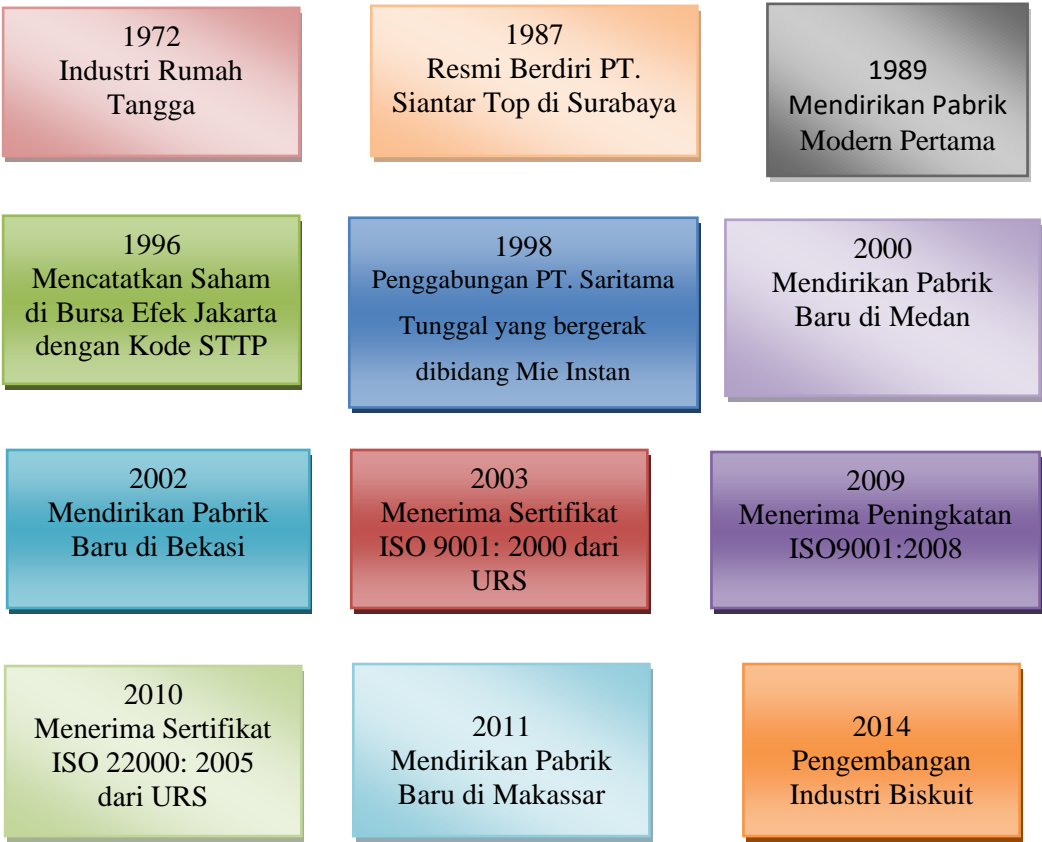 1972
Industri Rumah
Tangga
1987
Resmi Berdiri PT.
Siantar Top di Surabaya
1989
Mendirikan Pabrik
Modern Pertama
1996
Mencatatkan Saham
di Bursa Efek Jakarta
dengan Kode STTP
1998
Penggabungan PT. Saritama
Tunggal yang bergerak
dibidang Mie Instan
2000
Mendirikan Pabrik
Baru di Medan
2002
Mendirikan Pabrik
Baru di Bekasi
2003
Menerima Sertifikat
ISO 9001: 2000 dari
URS
2009
Menerima Peningkatan
ISO9001:2008
2010
Menerima Sertifikat
ISO 22000: 2005
dari URS
2011
Mendirikan Pabrik
Baru di Makassar
2014
Pengembangan
Industri Biskuit